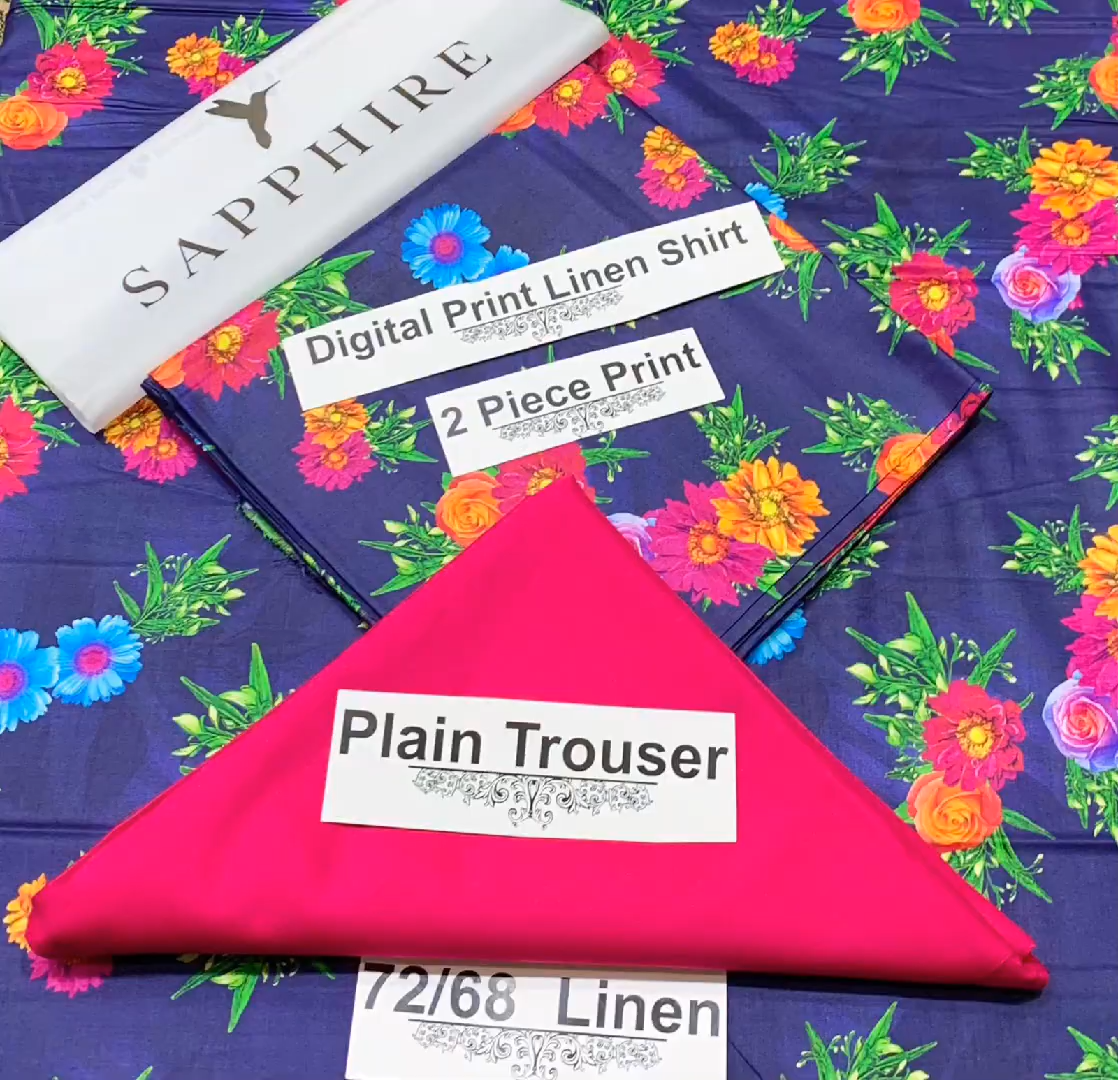 SAPPHIRE
Digital Print Linen Shirt
2 Piece Print
Plain Trouser
72/68 Linen